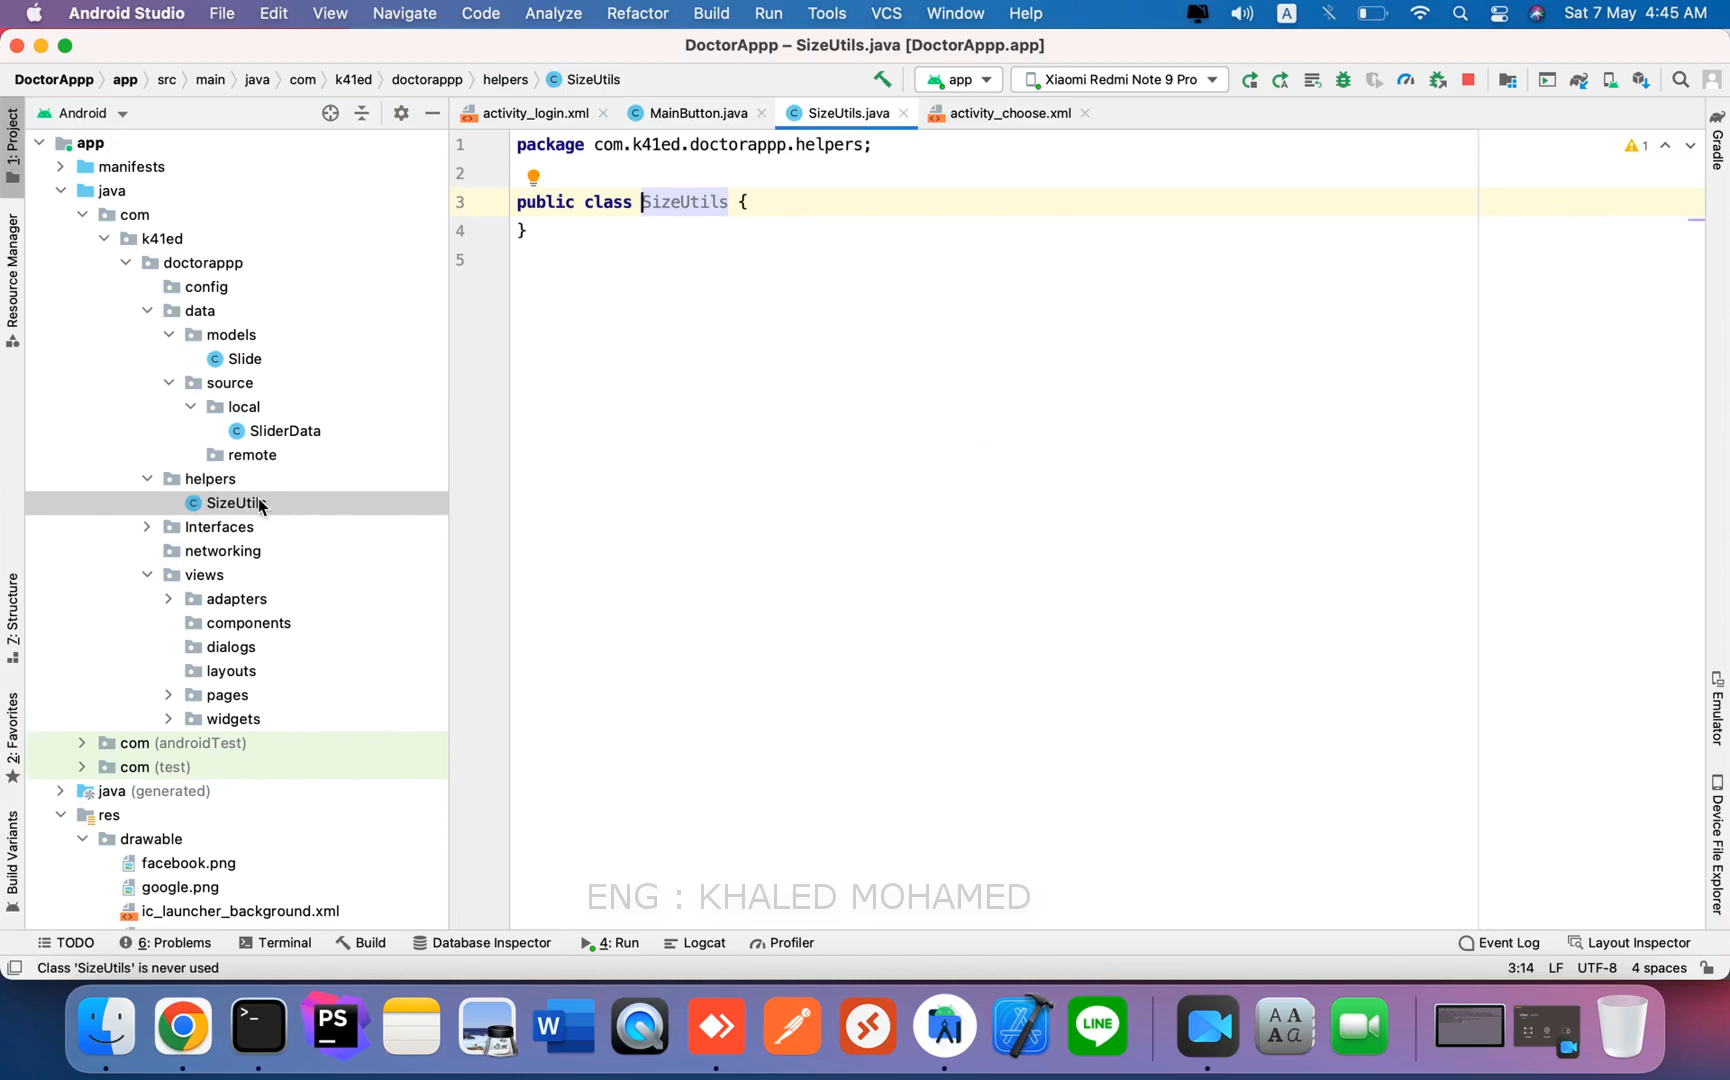 Android Studio File Edit View Navigate Code Analyze Refactor Build Run Tools VCS Window Help A Sat 7 May 4:45 AM
DoctorAppp – SizeUtils.java [DoctorAppp.app]
DoctorAppp app src main java com k41ed doctorappp helpers C SizeUtils app Xiaomi Redmi Note 9 Pro
Android activity_login.xml C MainButton.java C SizeUtils.java activity_choose.xml
1: Project
Resource Manager
7: Structure
2: Favorites
Build Variants
app
manifests
java
com
k41ed
doctorappp
config
data
models
C Slide
source
local
C SliderData
remote
helpers
C SizeUtils
Interfaces
networking
views
adapters
components
dialogs
layouts
pages
widgets
com (androidTest)
com (test)
java (generated)
res
drawable
facebook.png
google.png
ic_launcher_background.xml
1 package com.k41ed.doctorappp.helpers;
2
3 public class SizeUtils {
4 }
5
1
Gradle
Emulator
Device File Explorer
ENG : KHALED MOHAMED
TODO 6: Problems Terminal Build Database Inspector 4: Run Logcat Profiler Event Log Layout Inspector
Class 'SizeUtils' is never used 3:14 LF UTF-8 4 spaces
>_ PS W LINE A A A a